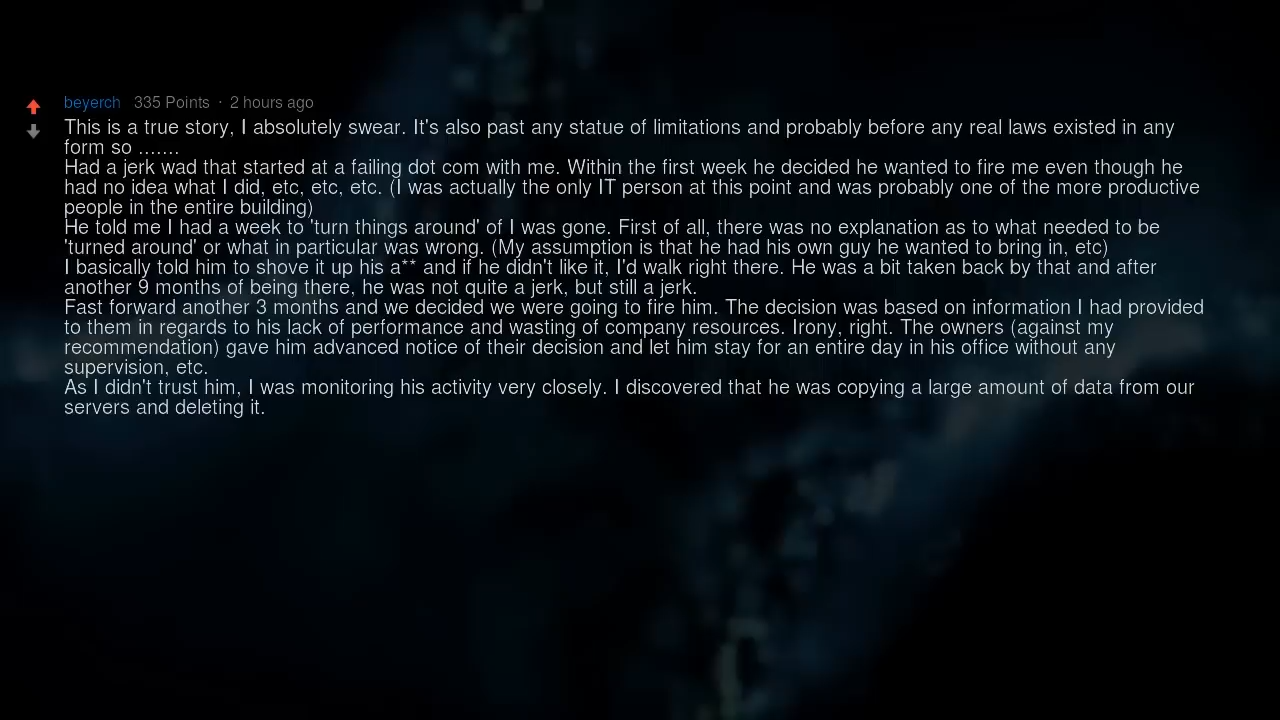 beyerch 335 Points · 2 hours ago
This is a true story, I absolutely swear. It's also past any statue of limitations and probably before any real laws existed in any
form so .......
Had a jerk wad that started at a failing dot com with me. Within the first week he decided he wanted to fire me even though he
had no idea what I did, etc, etc, etc. (I was actually the only IT person at this point and was probably one of the more productive
people in the entire building)
He told me I had a week to 'turn things around' of I was gone. First of all, there was no explanation as to what needed to be
'turned around' or what in particular was wrong. (My assumption is that he had his own guy he wanted to bring in, etc)
I basically told him to shove it up his a** and if he didn't like it, I'd walk right there. He was a bit taken back by that and after
another 9 months of being there, he was not quite a jerk, but still a jerk.
Fast forward another 3 months and we decided we were going to fire him. The decision was based on information I had provided
to them in regards to his lack of performance and wasting of company resources. Irony, right. The owners (against my
recommendation) gave him advanced notice of their decision and let him stay for an entire day in his office without any
supervision, etc.
As I didn't trust him, I was monitoring his activity very closely. I discovered that he was copying a large amount of data from our
servers and deleting it.